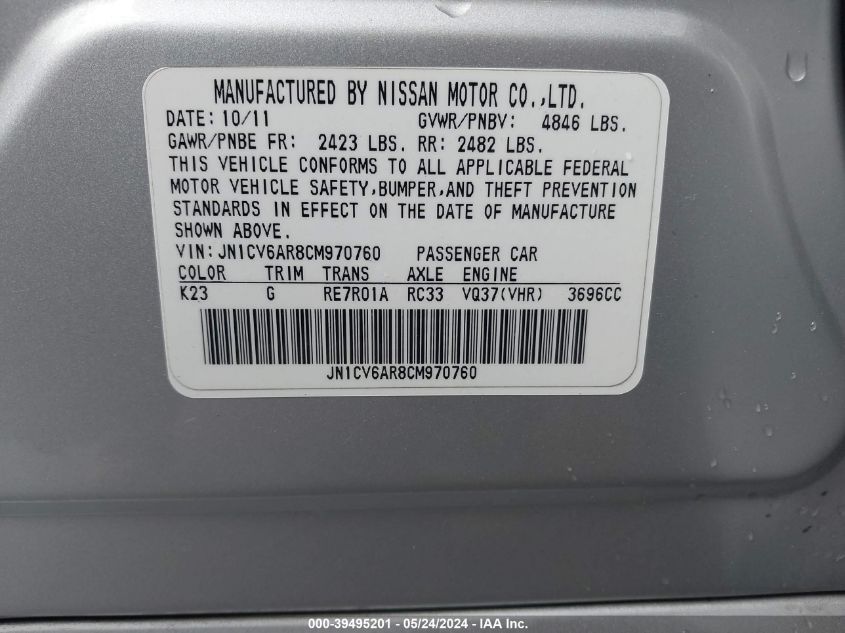 MANUFACTURED BY NISSAN MOTOR CO.,LTD.
DATE: 10/11 GVWR/PNBV: 4846 LBS.
GAWR/PNBE FR: 2423 LBS. RR: 2482 LBS.
THIS VEHICLE CONFORMS TO ALL APPLICABLE FEDERAL
MOTOR VEHICLE SAFETY,BUMPER,AND THEFT PREVENTION
STANDARDS IN EFFECT ON THE DATE OF MANUFACTURE
SHOWN ABOVE.
VIN: JN1CV6AR8CM970760 PASSENGER CAR
COLOR TRIM TRANS AXLE ENGINE
K23 G RE7R01A RC33 VQ37(VHR) 3696CC
JN1CV6AR8CM970760
000-39495201 - 05/24/2024 - IAA Inc.